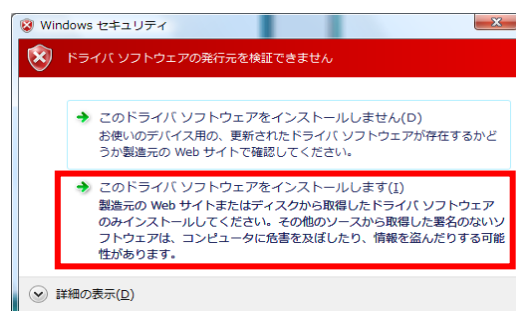 Windows セキュリティ
ドライバ ソフトウェアの発行元を検証できません
このドライバ ソフトウェアをインストールしません(D)
お使いのデバイス用の、更新されたドライバ ソフトウェアが存在するかど
うか製造元の Web サイトで確認してください。
このドライバ ソフトウェアをインストールします(I)
製造元の Web サイトまたはディスクから取得したドライバ ソフトウェア
のみインストールしてください。その他のソースから取得した署名のないソ
フトウェアは、コンピュータに危害を及ぼしたり、情報を盗んだりする可能
性があります。
詳細の表示(D)